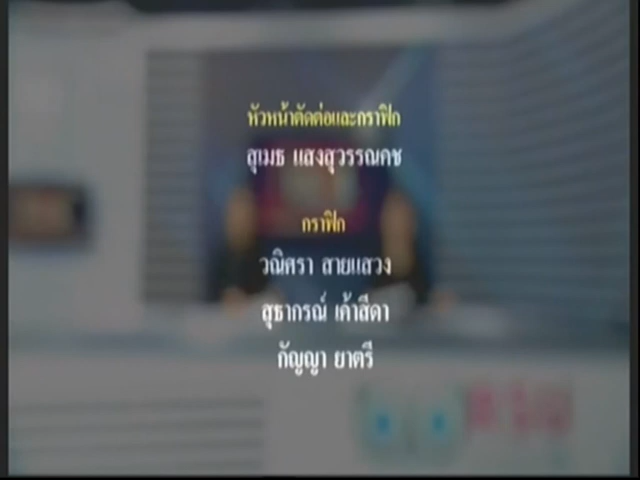 หัวหน้าตัดต่อและกราฟิก
สุเมธ แสงสุวรรณคช
กราฟิก
วณิศรา สายแสวง
สุธากรณ์ เค้าสีดา
กัญญา ยาตรี